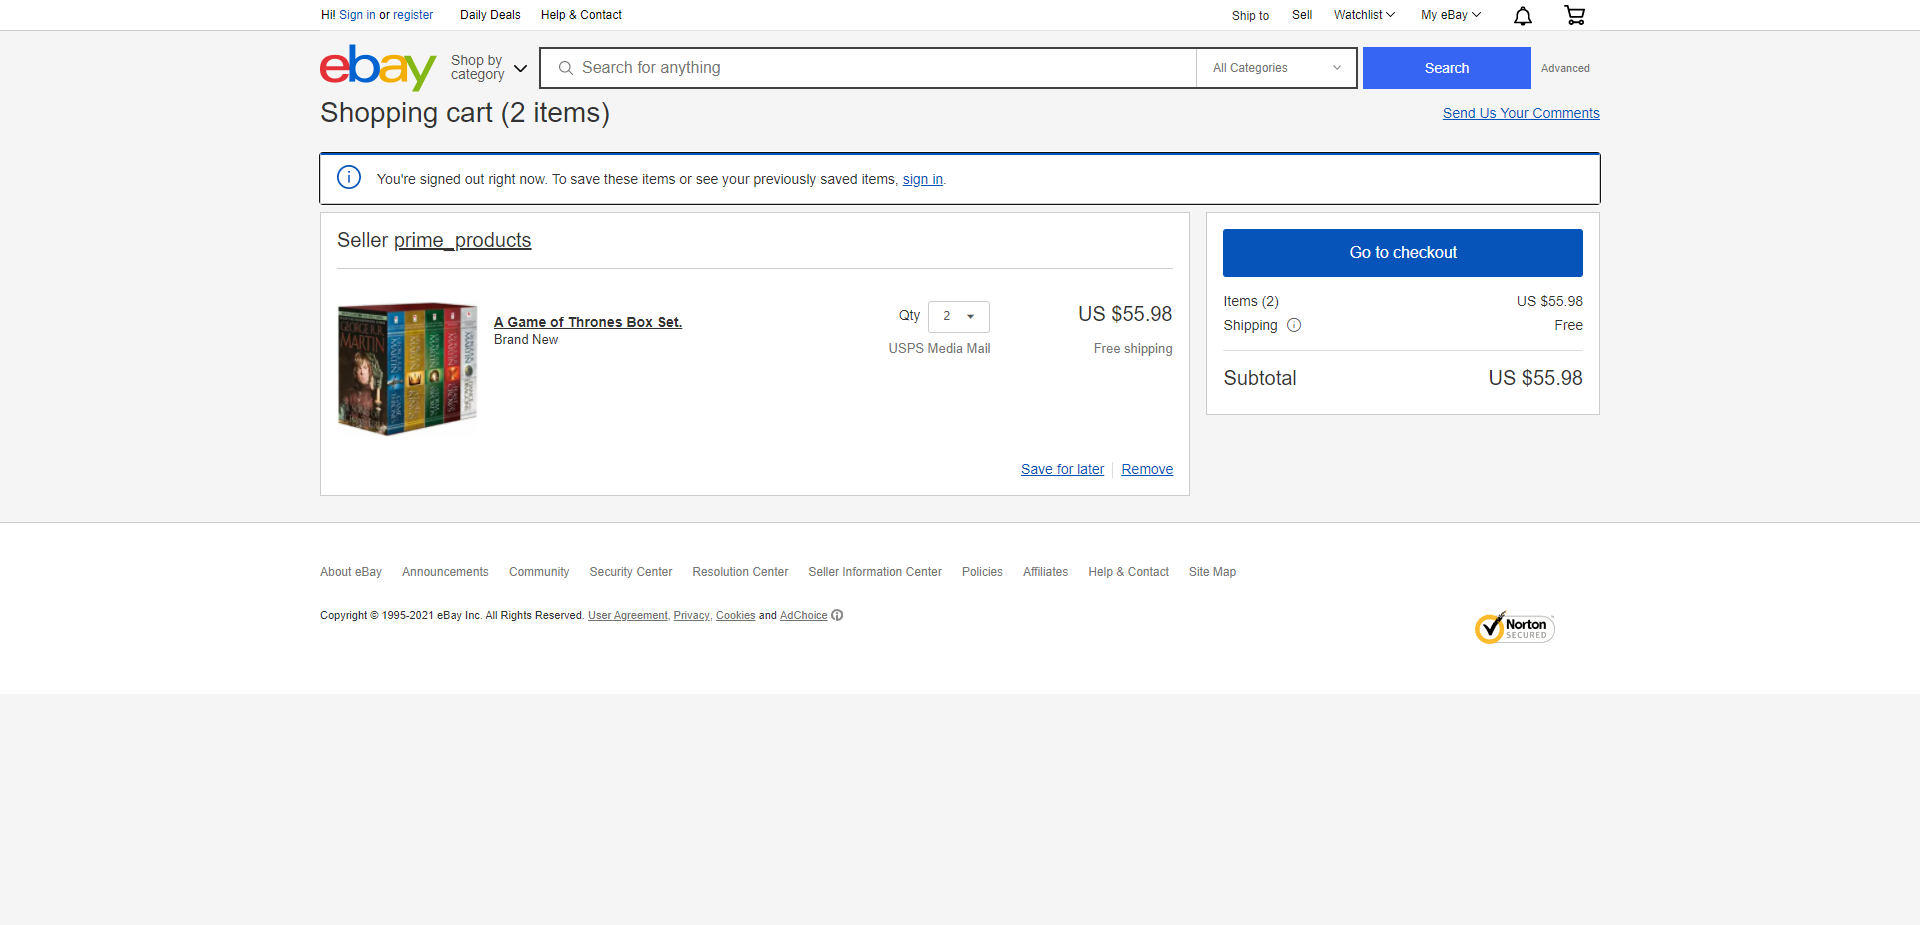 Hi! Sign in or register Daily Deals Help & Contact Ship to Sell Watchlist My eBay
ebay Shop by category Search for anything All Categories Search Advanced
Shopping cart (2 items) Send Us Your Comments
You're signed out right now. To save these items or see your previously saved items, sign in.
Seller prime_products
A Game of Thrones Box Set.
Brand New
Qty 2 US $55.98
USPS Media Mail Free shipping
GEORGE R.R.
MARTIN
Save for later Remove
Go to checkout
Items (2) US $55.98
Shipping Free
Subtotal US $55.98
About eBay Announcements Community Security Center Resolution Center Seller Information Center Policies Affiliates Help & Contact Site Map
Copyright © 1995-2021 eBay Inc. All Rights Reserved. User Agreement, Privacy, Cookies and AdChoice
Norton
SECURED